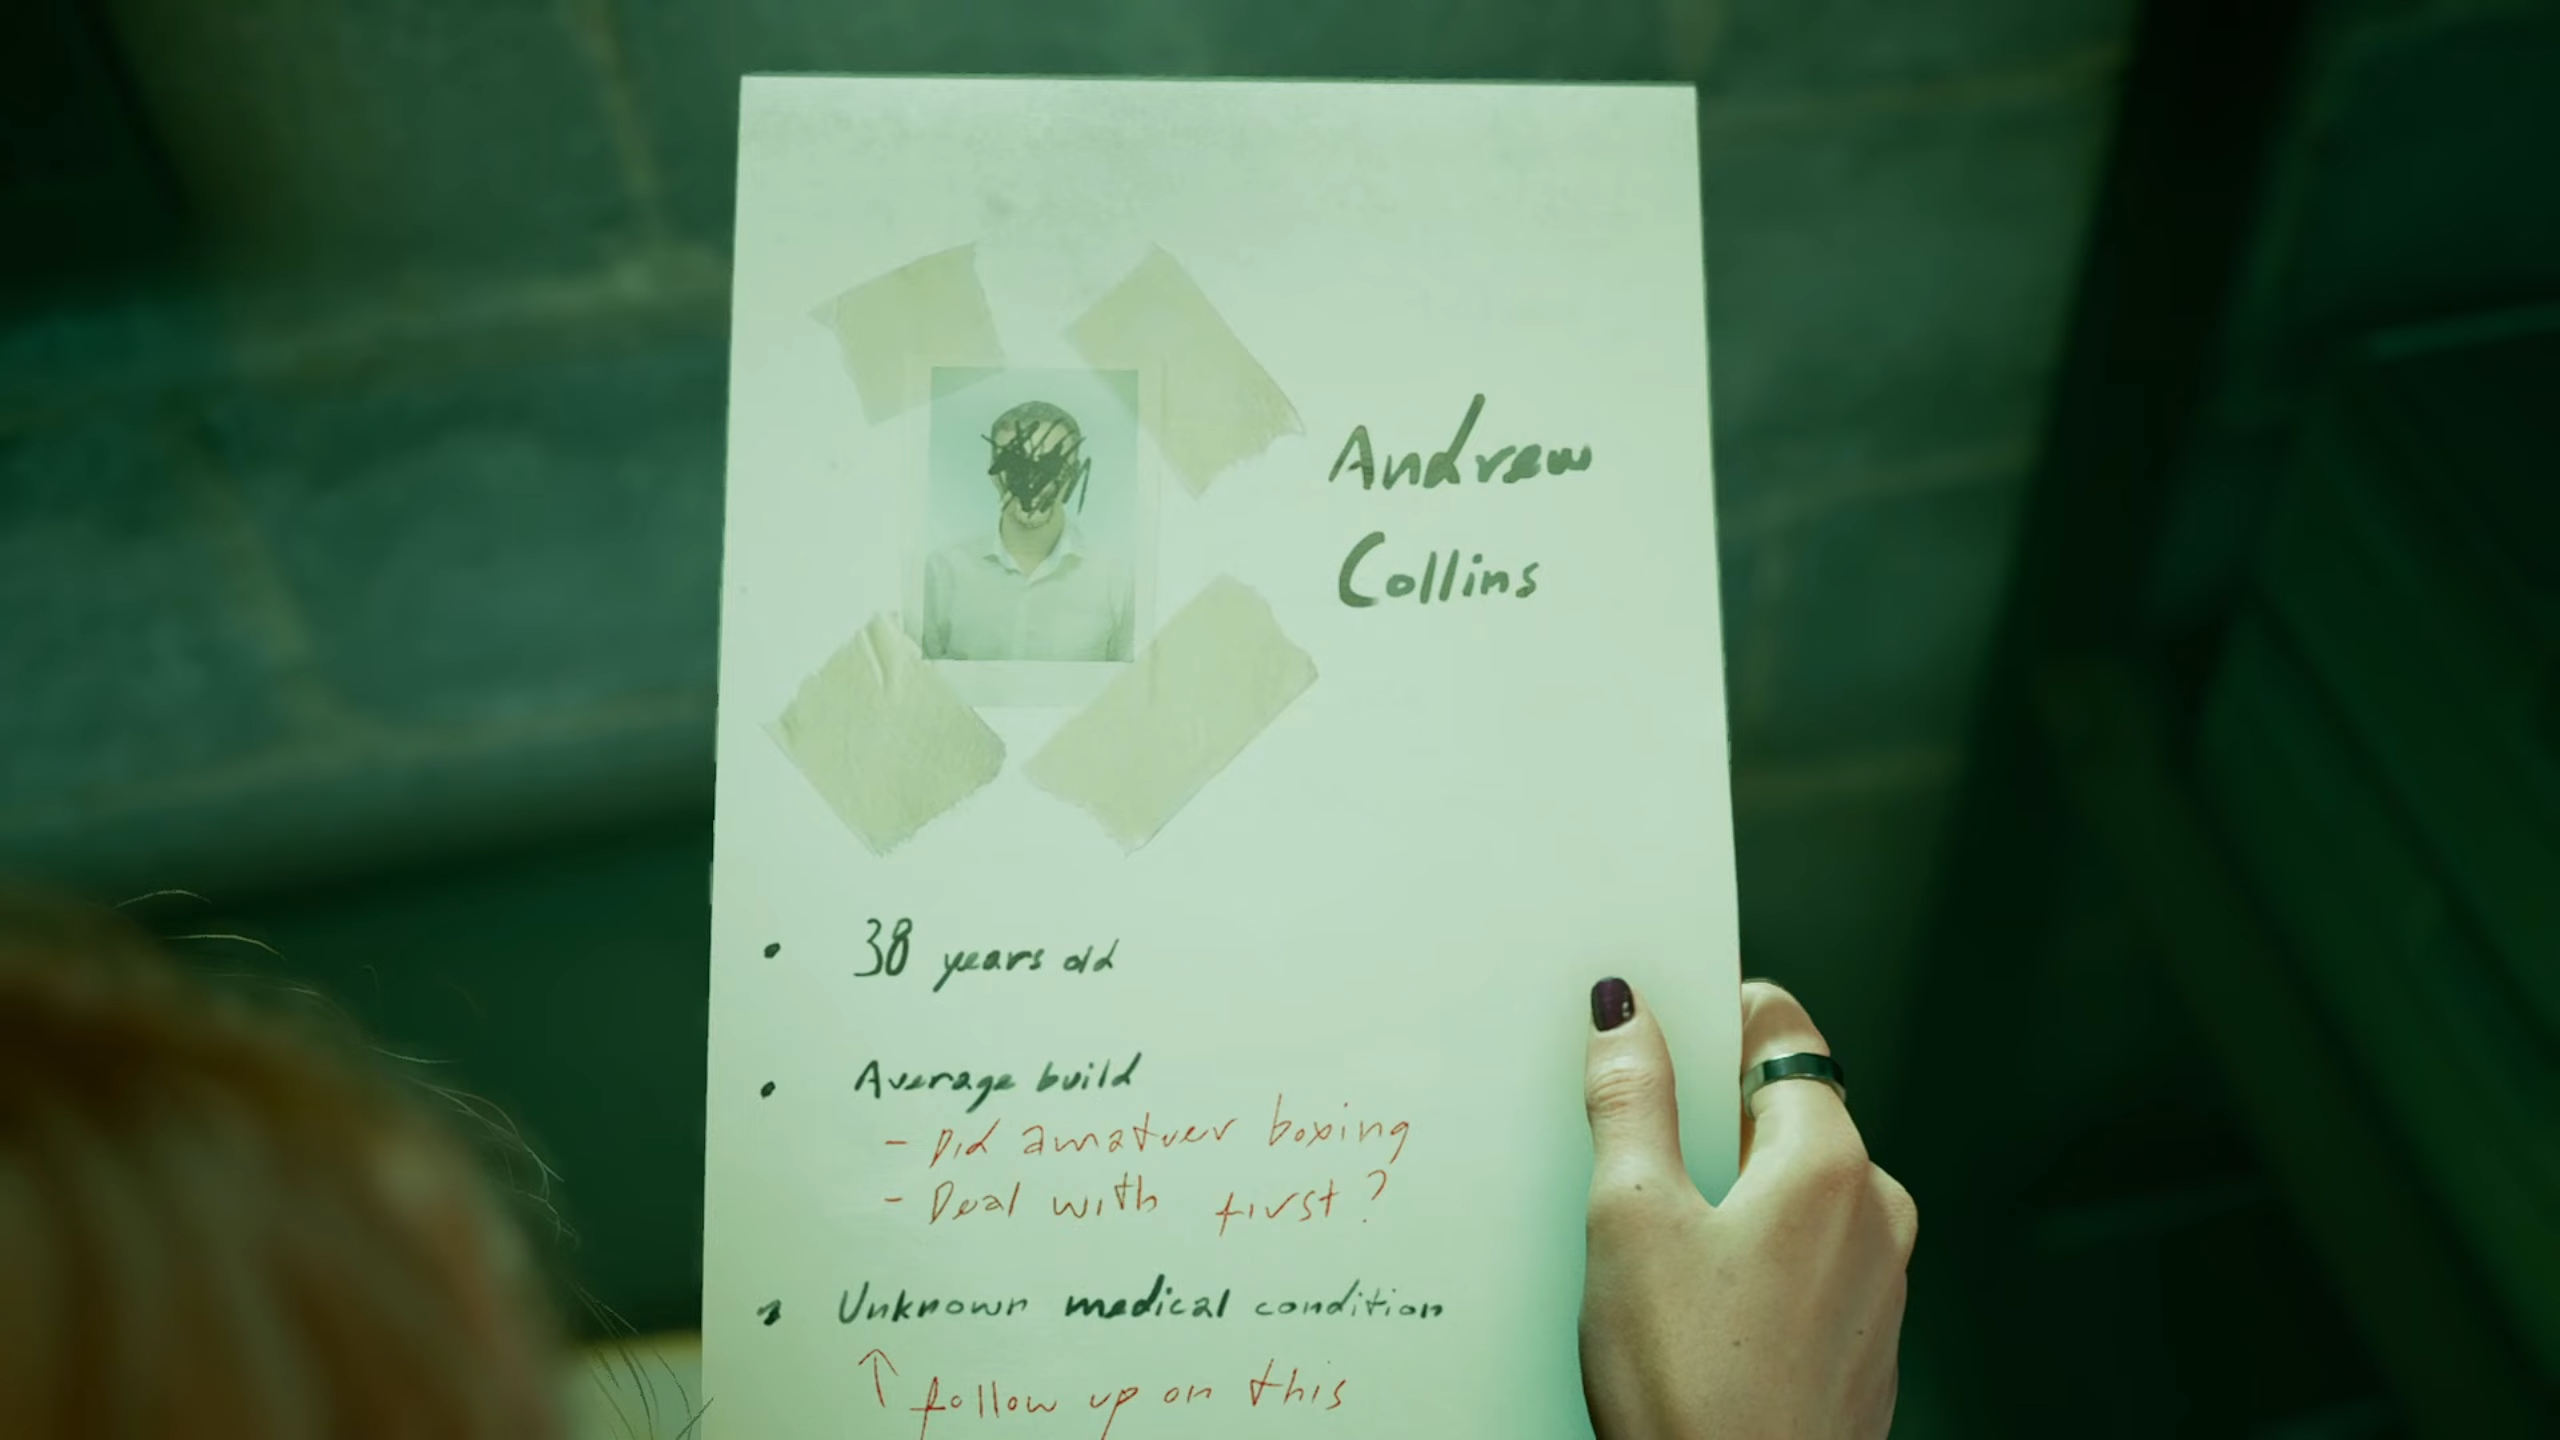 Andrew
Collins
• 38 years old
• Average build
- Did amatuer boxing
- Deal with first?
• Unknown medical condition
↑ follow up on this